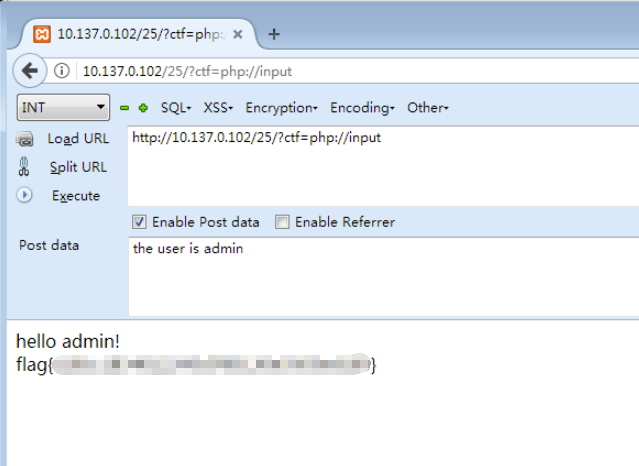 10.137.0.102/25/?ctf=php:
10.137.0.102/25/?ctf=php://input
INT SQL XSS Encryption Encoding Other
Load URL
http://10.137.0.102/25/?ctf=php://input
Split URL
Execute
Enable Post data Enable Referrer
Post data
the user is admin
hello admin!
flag{ }